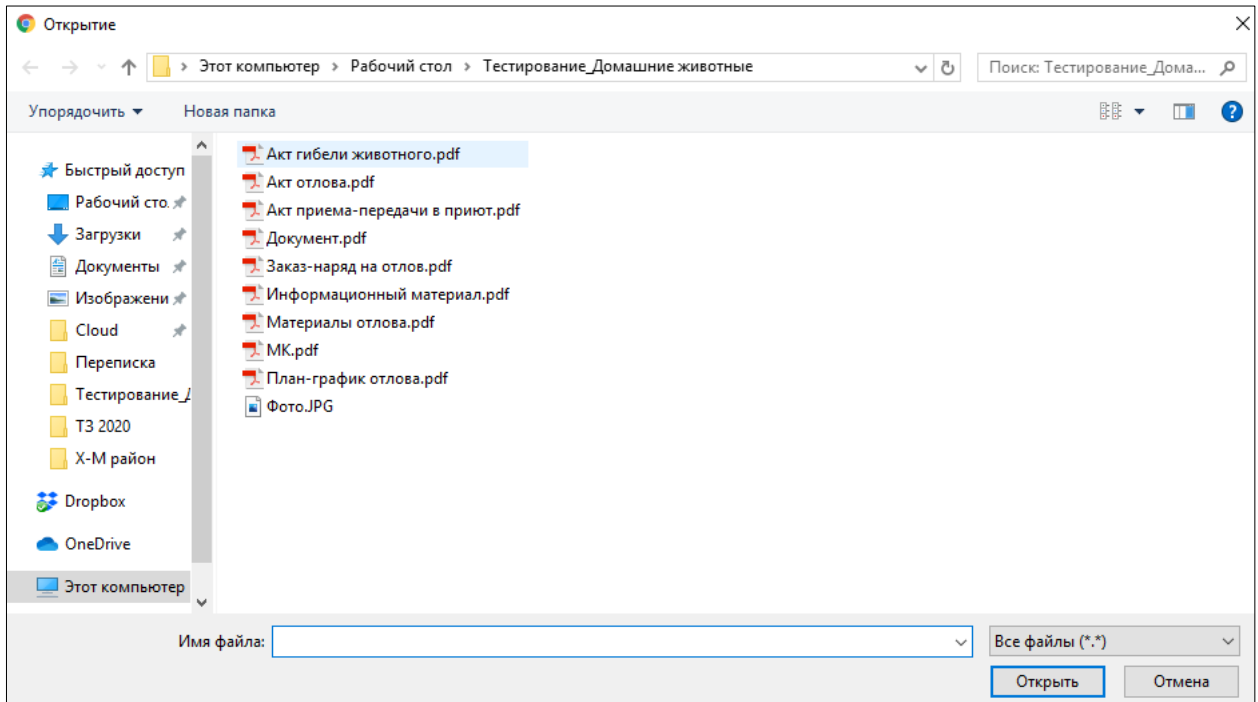 Открытие
Этот компьютер > Рабочий стол > Тестирование_Домашние животные
Поиск: Тестирование_Дома...
Упорядочить
Новая папка
Быстрый доступ
Рабочий сто.
Загрузки
Документы
Изображени
Cloud
Переписка
Тестирование_Д
ТЗ 2020
Х-М район
Dropbox
OneDrive
Этот компьютер
Акт гибели животного.pdf
Акт отлова.pdf
Акт приема-передачи в приют.pdf
Документ.pdf
Заказ-наряд на отлов.pdf
Информационный материал.pdf
Материалы отлова.pdf
МК.pdf
План-график отлова.pdf
Фото.JPG
Имя файла:
Все файлы (*.*)
Открыть
Отмена